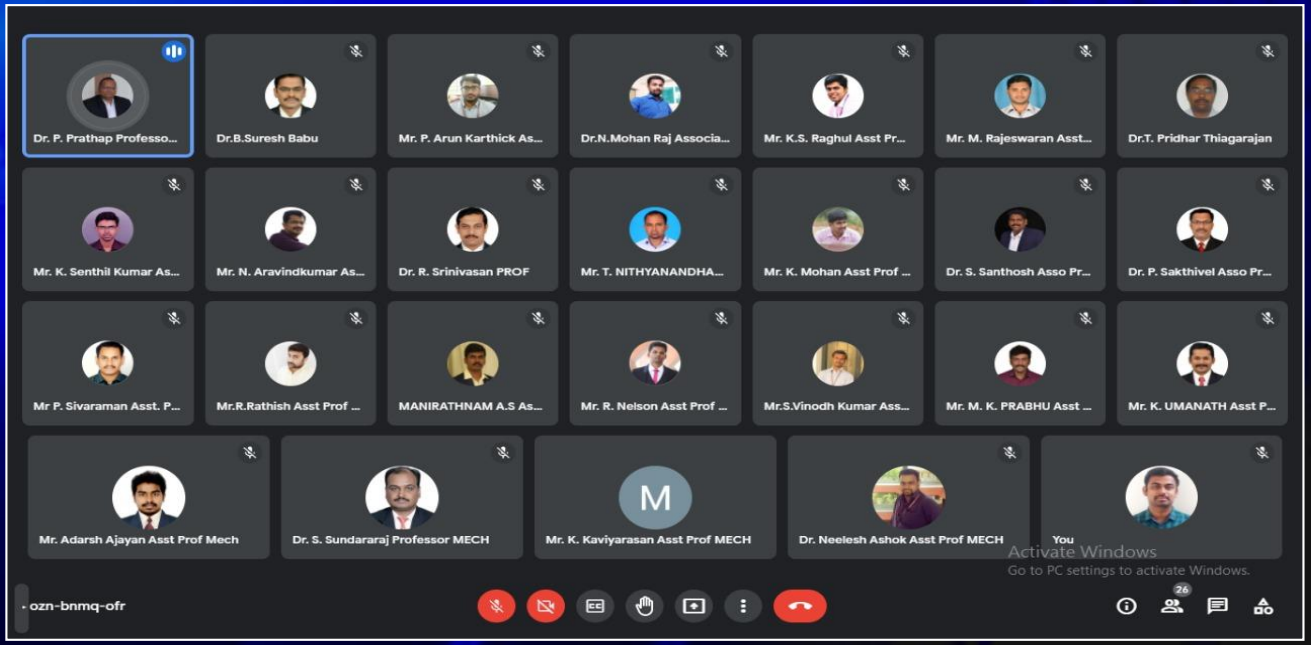 Dr. P. Prathap Professo...
Dr.B.Suresh Babu
Mr. P. Arun Karthick As...
Dr.N.Mohan Raj Associa...
Mr. K.S. Raghul Asst Pr...
Mr. M. Rajeswaran Asst...
Dr.T. Pridhar Thiagarajan
Mr. K. Senthil Kumar As...
Mr. N. Aravindkumar As...
Dr. R. Srinivasan PROF
Mr. T. NITHYANANDHA...
Mr. K. Mohan Asst Prof ...
Dr. S. Santhosh Asso Pr...
Dr. P. Sakthivel Asso Pr...
Mr P. Sivaraman Asst. P...
Mr.R.Rathish Asst Prof ...
MANIRATHNAM A.S As...
Mr. R. Nelson Asst Prof ...
Mr.S.Vinodh Kumar Ass...
Mr. M. K. PRABHU Asst ...
Mr. K. UMANATH Asst P...
M
Mr. Adarsh Ajayan Asst Prof Mech
Dr. S. Sundararaj Professor MECH
Mr. K. Kaviyarasan Asst Prof MECH
Dr. Neelesh Ashok Asst Prof MECH
You
Activate Windows
Go to PC settings to activate Windows.
ozn-bnmq-ofr
CC
26